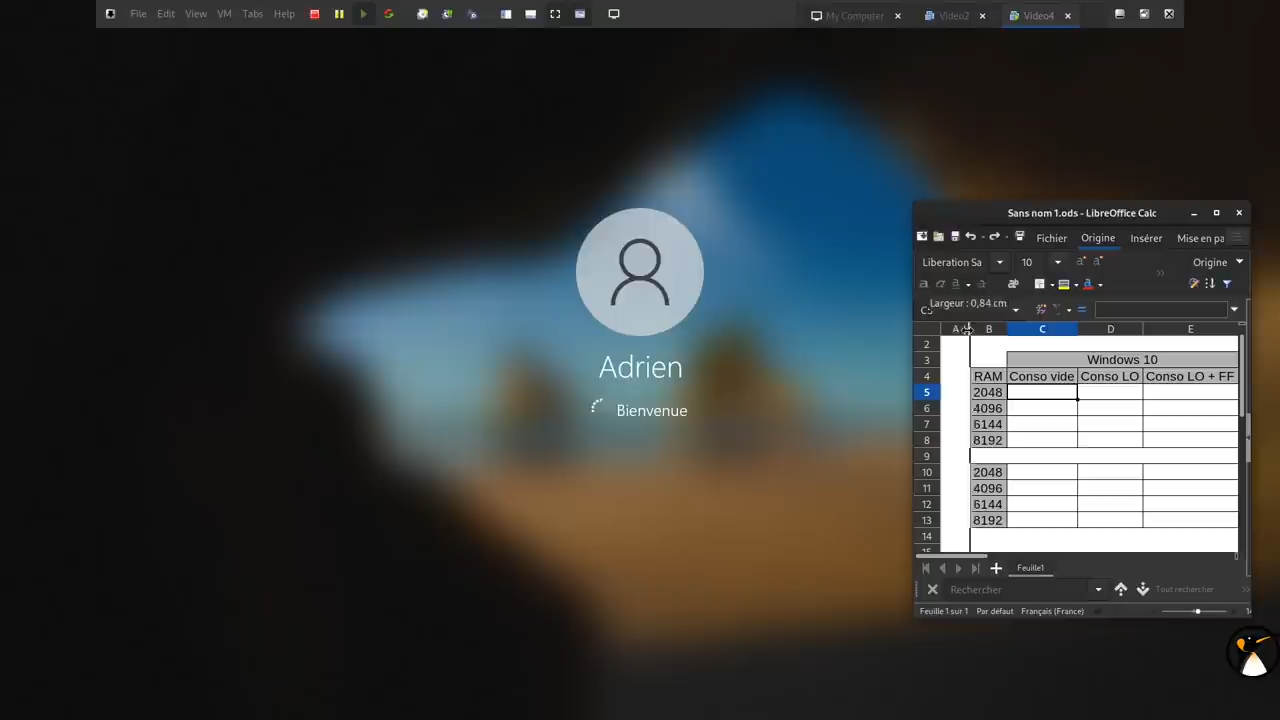 File Edit View VM Tabs Help
My Computer
Video2
Video4
Adrien
Bienvenue
Sans nom 1.ods - LibreOffice Calc
Fichier Origine Insérer Mise en pa
Liberation Sa 10 Origine
Largeur : 0,84 cm
A B C D E
2
3 Windows 10
4 RAM Conso vide Conso LO Conso LO + FF
5 2048
6 4096
7 6144
8 8192
9
10 2048
11 4096
12 6144
13 8192
14
15
Feuille1
Rechercher Tout rechercher
Feuille 1 sur 1 Par défaut Français (France)